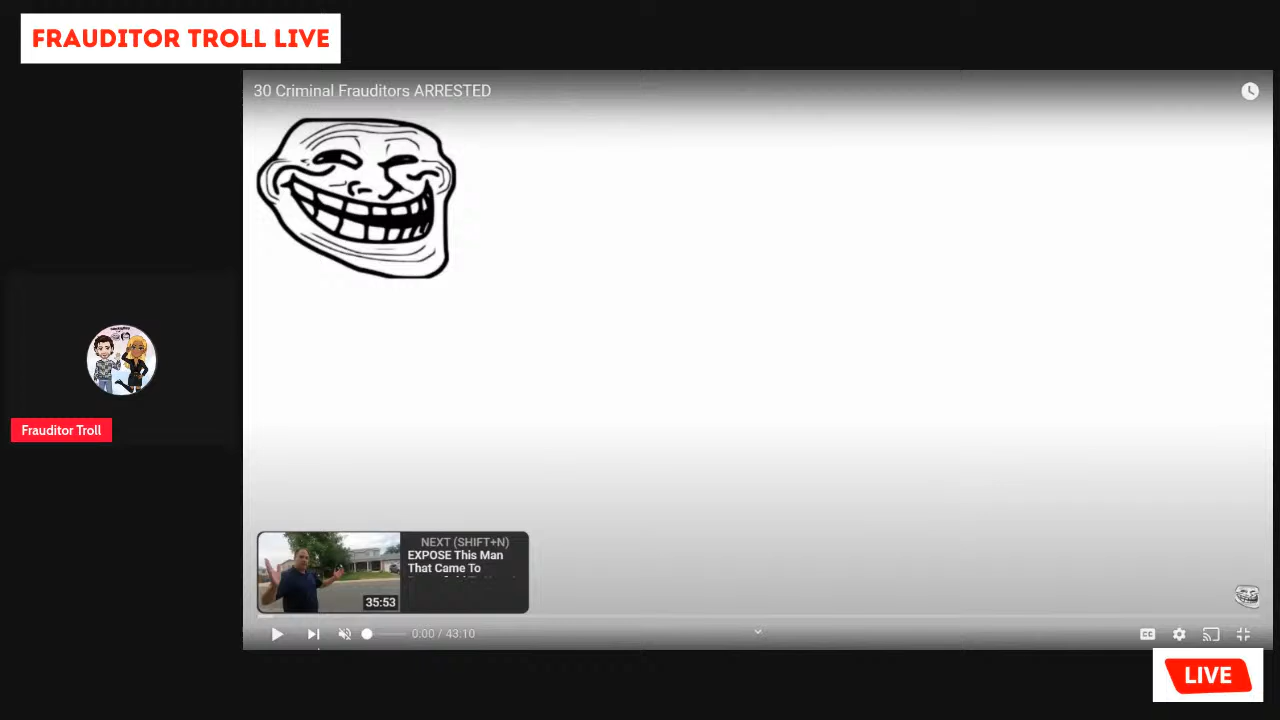 FRAUDITOR TROLL LIVE
30 Criminal Frauditors ARRESTED
Frauditor Troll
NEXT (SHIFT+N)
EXPOSE This Man
That Came To
35:53
0:00 / 43:10
CC
LIVE